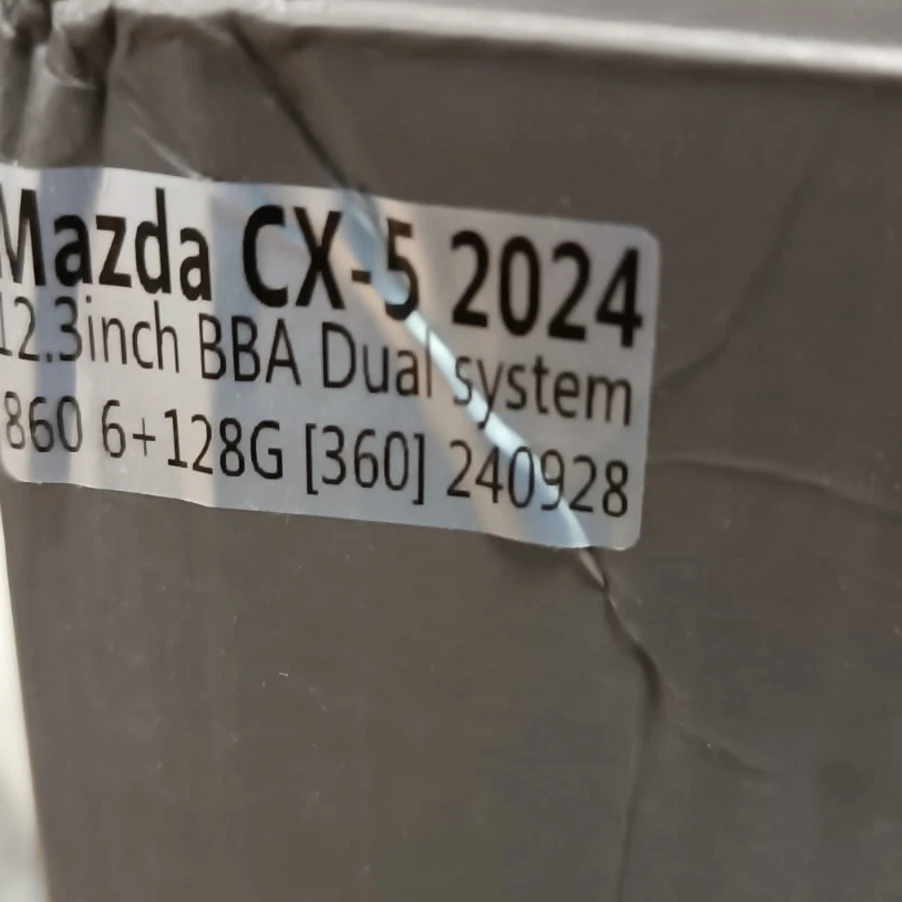 Mazda CX-5 2024
12.3inch BBA Dual system
860 6+128G [360] 240928